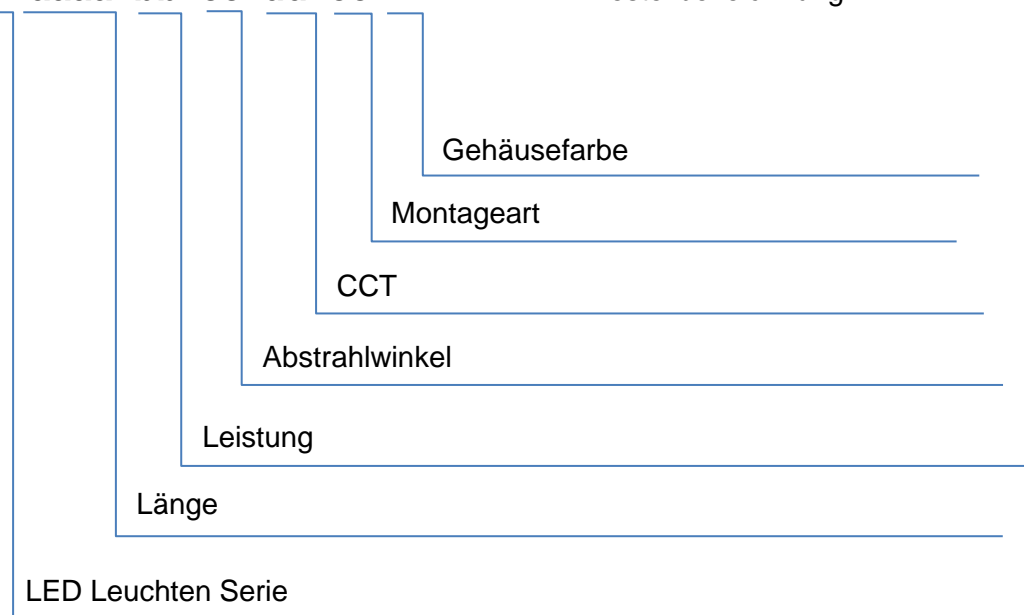 Gehäusefarbe
Montageart
CCT
Abstrahlwinkel
Leistung
Länge
LED Leuchten Serie